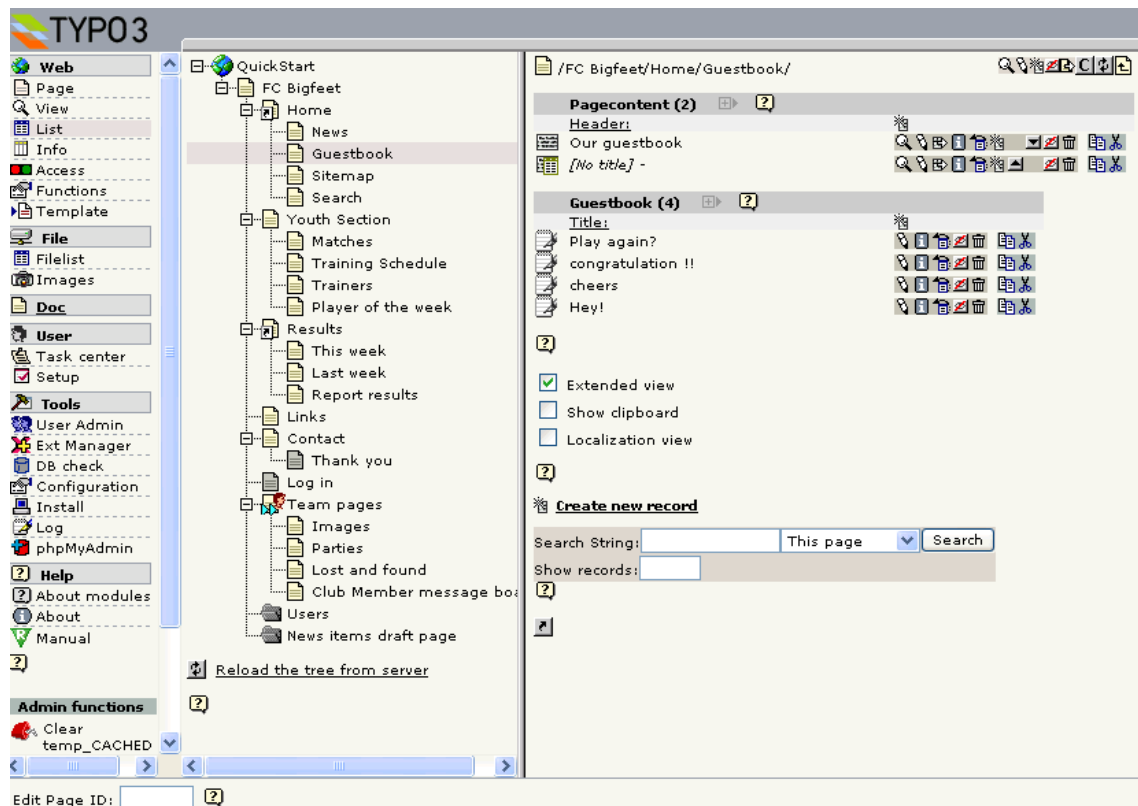 TYPO3
Web
Page
View
List
Info
Access
Functions
Template
File
Filelist
Images
Doc
User
Task center
Setup
Tools
User Admin
Ext Manager
DB check
Configuration
Install
Log
phpMyAdmin
Help
About modules
About
Manual
Admin functions
Clear
temp_CACHED
QuickStart
FC Bigfeet
Home
News
Guestbook
Sitemap
Search
Youth Section
Matches
Training Schedule
Trainers
Player of the week
Results
This week
Last week
Report results
Links
Contact
Thank you
Log in
Team pages
Images
Parties
Lost and found
Club Member message boa
Users
News items draft page
Reload the tree from server
/FC Bigfeet/Home/Guestbook/
Pagecontent (2)
Header:
Our guestbook
[No title] -
Guestbook (4)
Title:
Play again?
congratulation !!
cheers
Hey!
Extended view
Show clipboard
Localization view
Create new record
Search String: This page Search
Show records:
Edit Page ID: